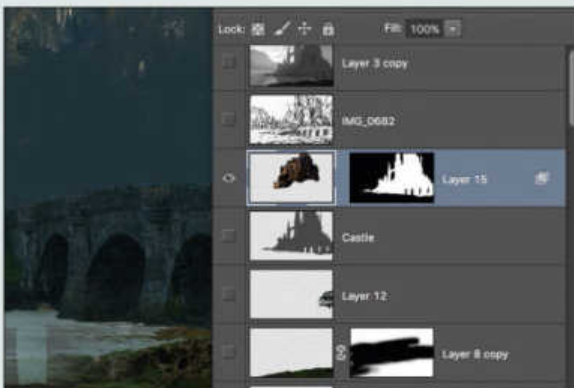 Lock:
Fill: 100%
Layer 3 copy
IMG_0682
Layer 15
Castle
Layer 12
Layer 8 copy